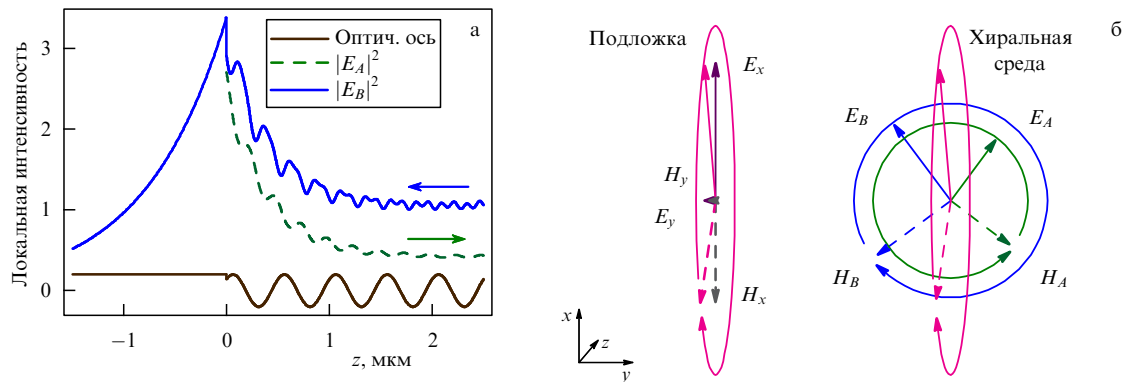 а
Локальная интенсивность
3
2
1
0
−1
0
1
2
z, мкм
Оптич. ось
|E_A|²
|E_B|²
б
Подложка
E_x
H_y
E_y
H_x
x
z
y
Хиральная
среда
E_B
E_A
H_B
H_A